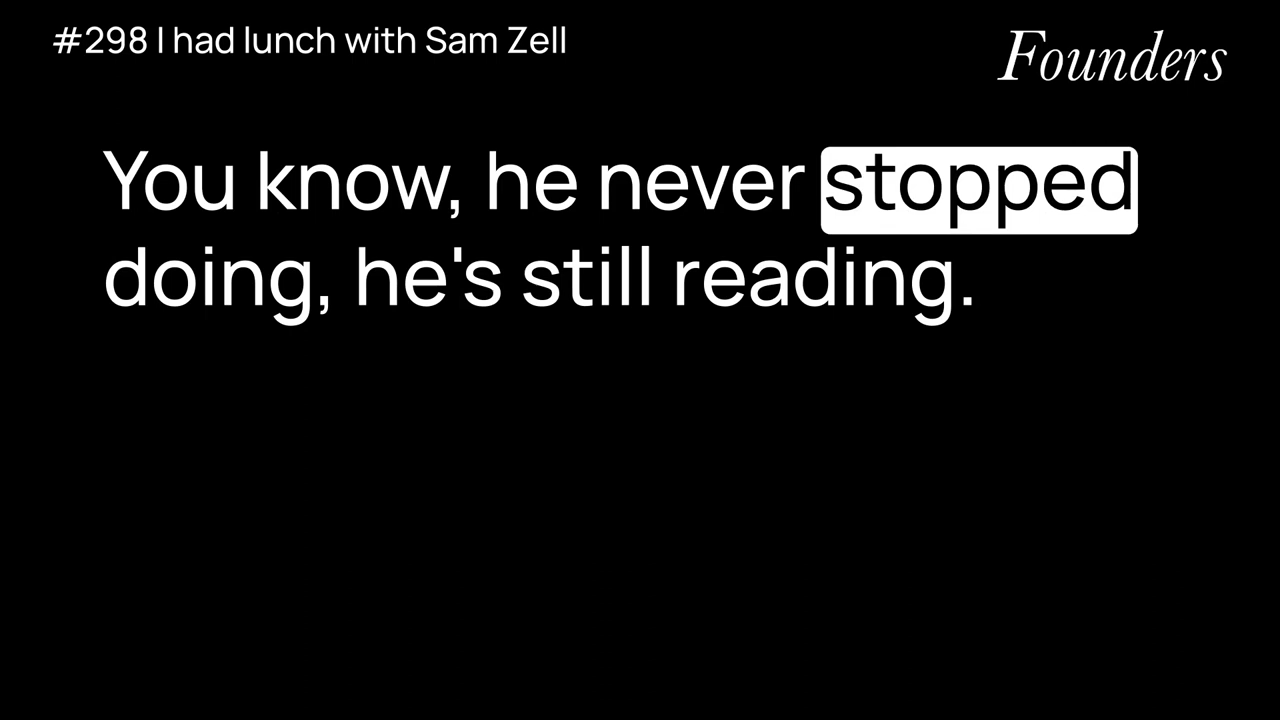 #298 I had lunch with Sam Zell
Founders
You know, he never stopped
doing, he's still reading.